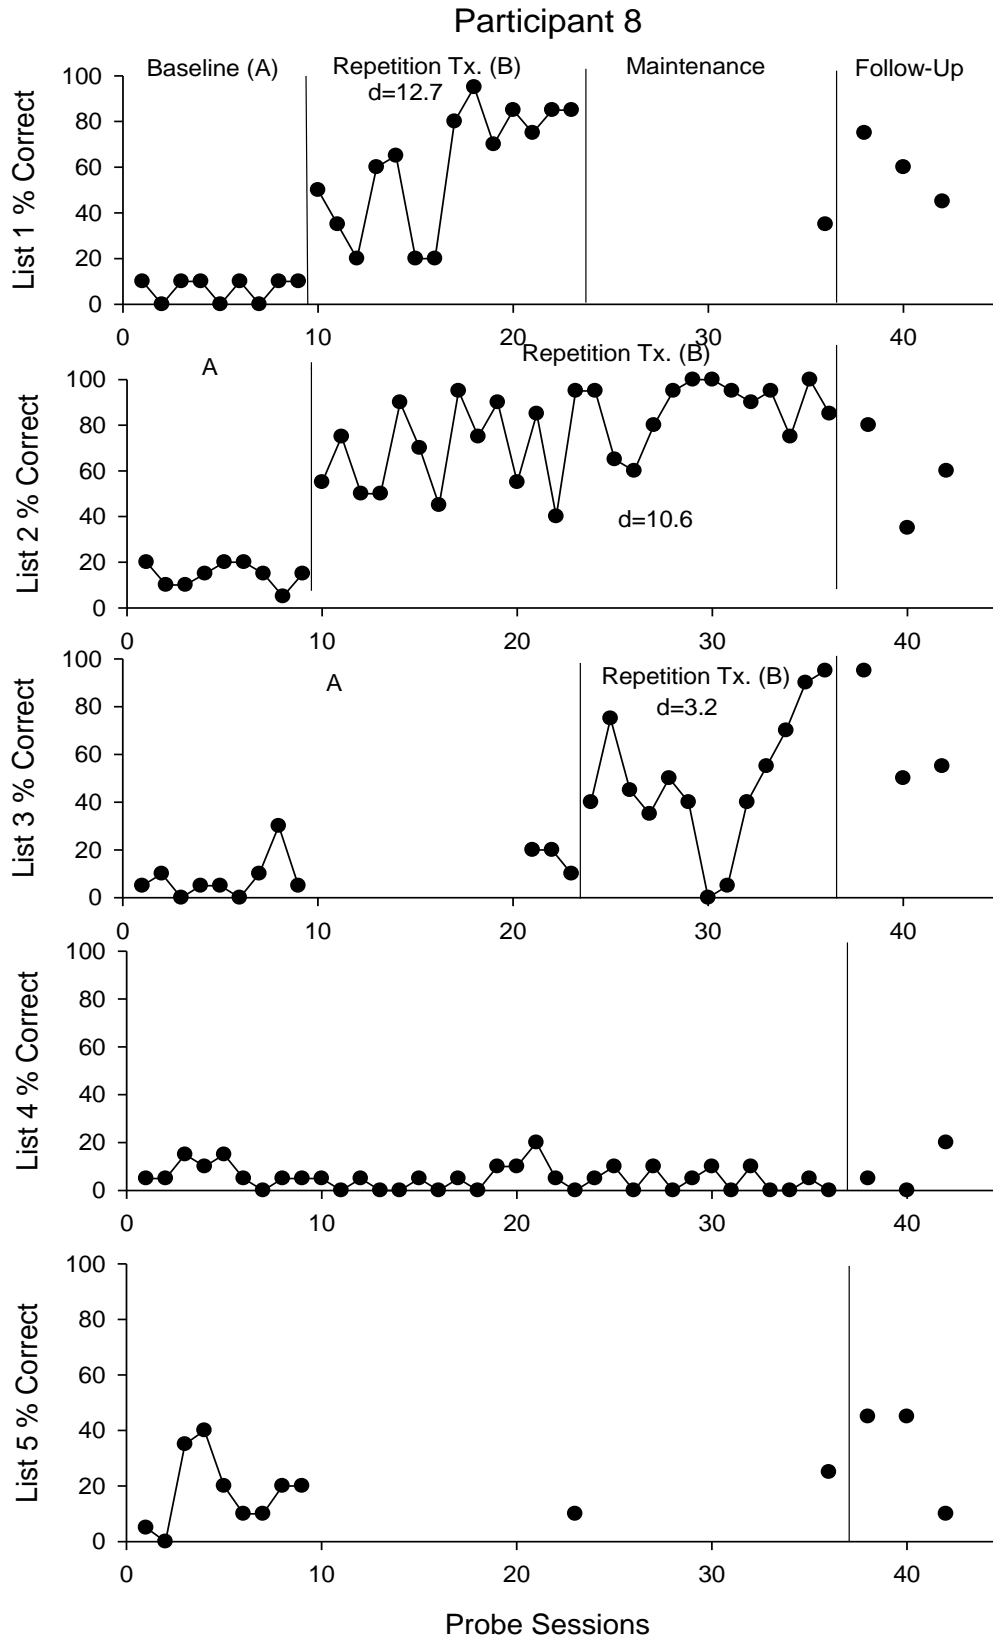 Participant 8
Baseline (A)
Repetition Tx. (B)
d=12.7
Maintenance
Follow-Up
List 1 % Correct
100
80
60
40
20
0
0 10 20 30 40
A
Repetition Tx. (B)
d=10.6
List 2 % Correct
100
80
60
40
20
0
0 10 20 30 40
A
Repetition Tx. (B)
d=3.2
List 3 % Correct
100
80
60
40
20
0
0 10 20 30 40
List 4 % Correct
100
80
60
40
20
0
0 10 20 30 40
List 5 % Correct
100
80
60
40
20
0
0 10 20 30 40
Probe Sessions